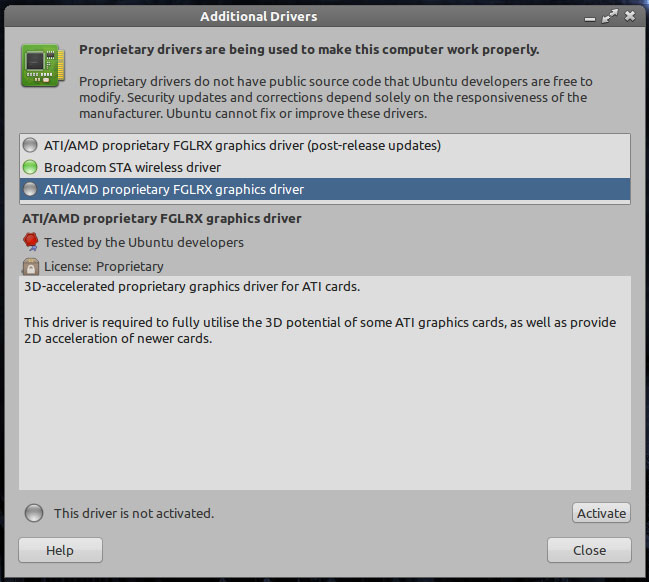 Additional Drivers
Proprietary drivers are being used to make this computer work properly.
Proprietary drivers do not have public source code that Ubuntu developers are free to
modify. Security updates and corrections depend solely on the responsiveness of the
manufacturer. Ubuntu cannot fix or improve these drivers.
ATI/AMD proprietary FGLRX graphics driver (post-release updates)
Broadcom STA wireless driver
ATI/AMD proprietary FGLRX graphics driver
ATI/AMD proprietary FGLRX graphics driver
Tested by the Ubuntu developers
License: Proprietary
3D-accelerated proprietary graphics driver for ATI cards.
This driver is required to fully utilise the 3D potential of some ATI graphics cards, as well as provide
2D acceleration of newer cards.
This driver is not activated.
Activate
Help
Close